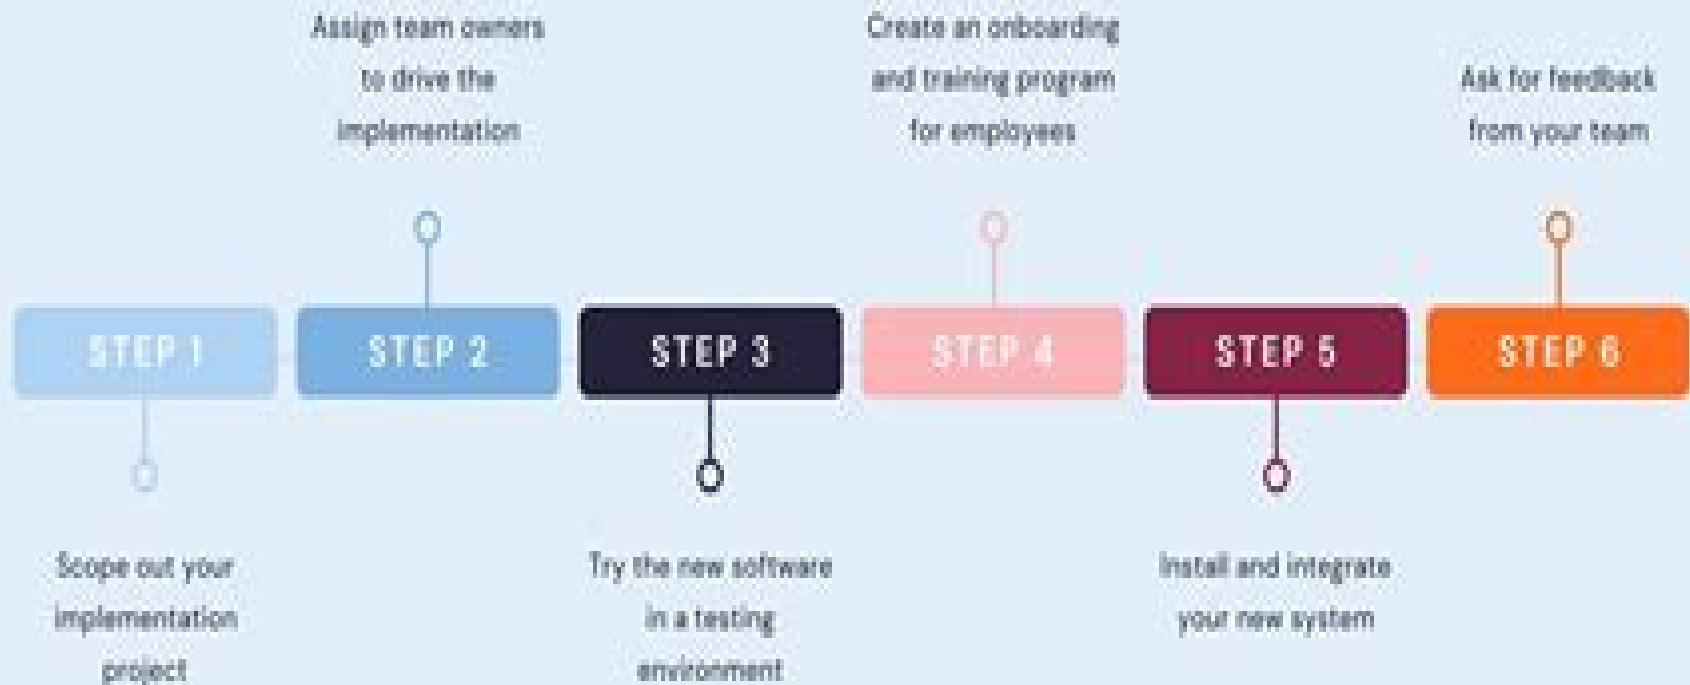 Assign team owners
to drive the
implementation
Create an onboarding
and training program
for employees
Ask for feedback
from your team
STEP 1
STEP 2
STEP 3
STEP 4
STEP 5
STEP 6
Scope out your
implementation
project
Try the new software
in a testing
environment
Install and integrate
your new system